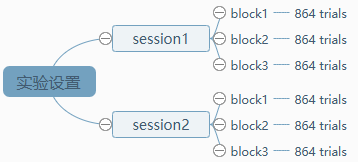 实验设置
session1
block1 864 trials
block2 864 trials
block3 864 trials
session2
block1 864 trials
block2 864 trials
block3 864 trials